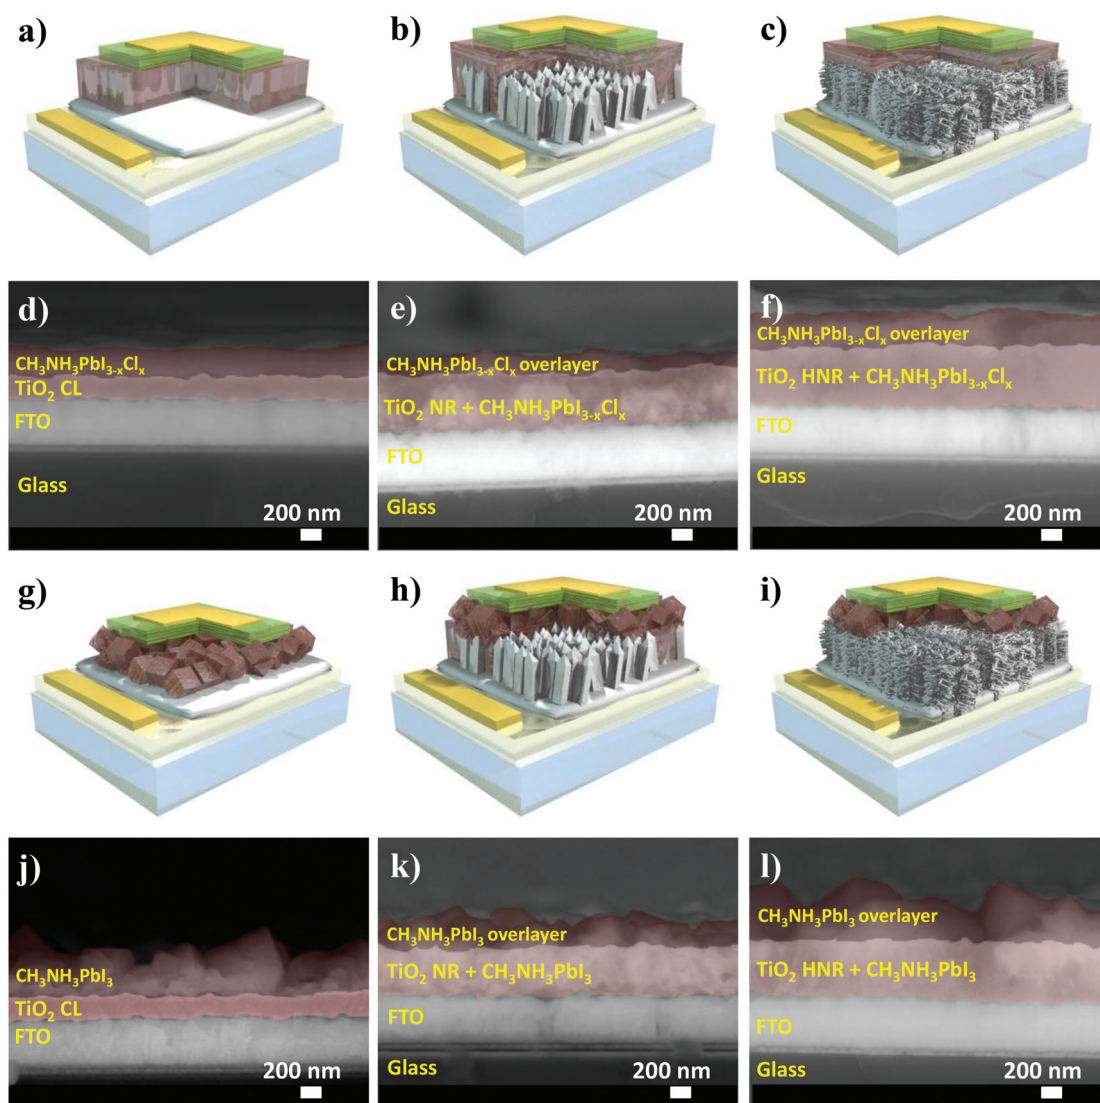 a)
b)
c)
d)
CH₃NH₃PbI₃₋ₓClₓ
TiO₂ CL
FTO
Glass
200 nm
e)
CH₃NH₃PbI₃₋ₓClₓ overlayer
TiO₂ NR + CH₃NH₃PbI₃₋ₓClₓ
FTO
Glass
200 nm
f)
CH₃NH₃PbI₃₋ₓClₓ overlayer
TiO₂ HNR + CH₃NH₃PbI₃₋ₓClₓ
FTO
Glass
200 nm
g)
h)
i)
j)
CH₃NH₃PbI₃
TiO₂ CL
FTO
200 nm
k)
CH₃NH₃PbI₃ overlayer
TiO₂ NR + CH₃NH₃PbI₃
FTO
Glass
200 nm
l)
CH₃NH₃PbI₃ overlayer
TiO₂ HNR + CH₃NH₃PbI₃
FTO
Glass
200 nm